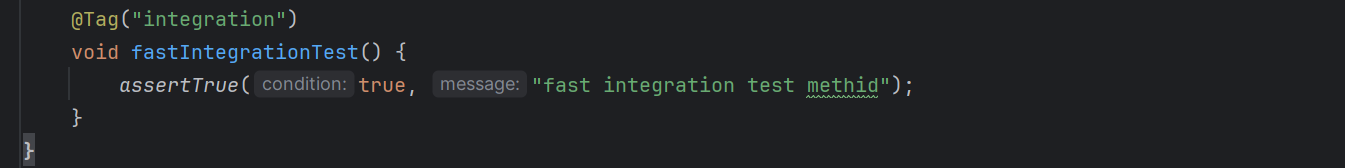 @Tag("integration")
void fastIntegrationTest() {
assertTrue( condition: true, message: "fast integration test methid");
}
}